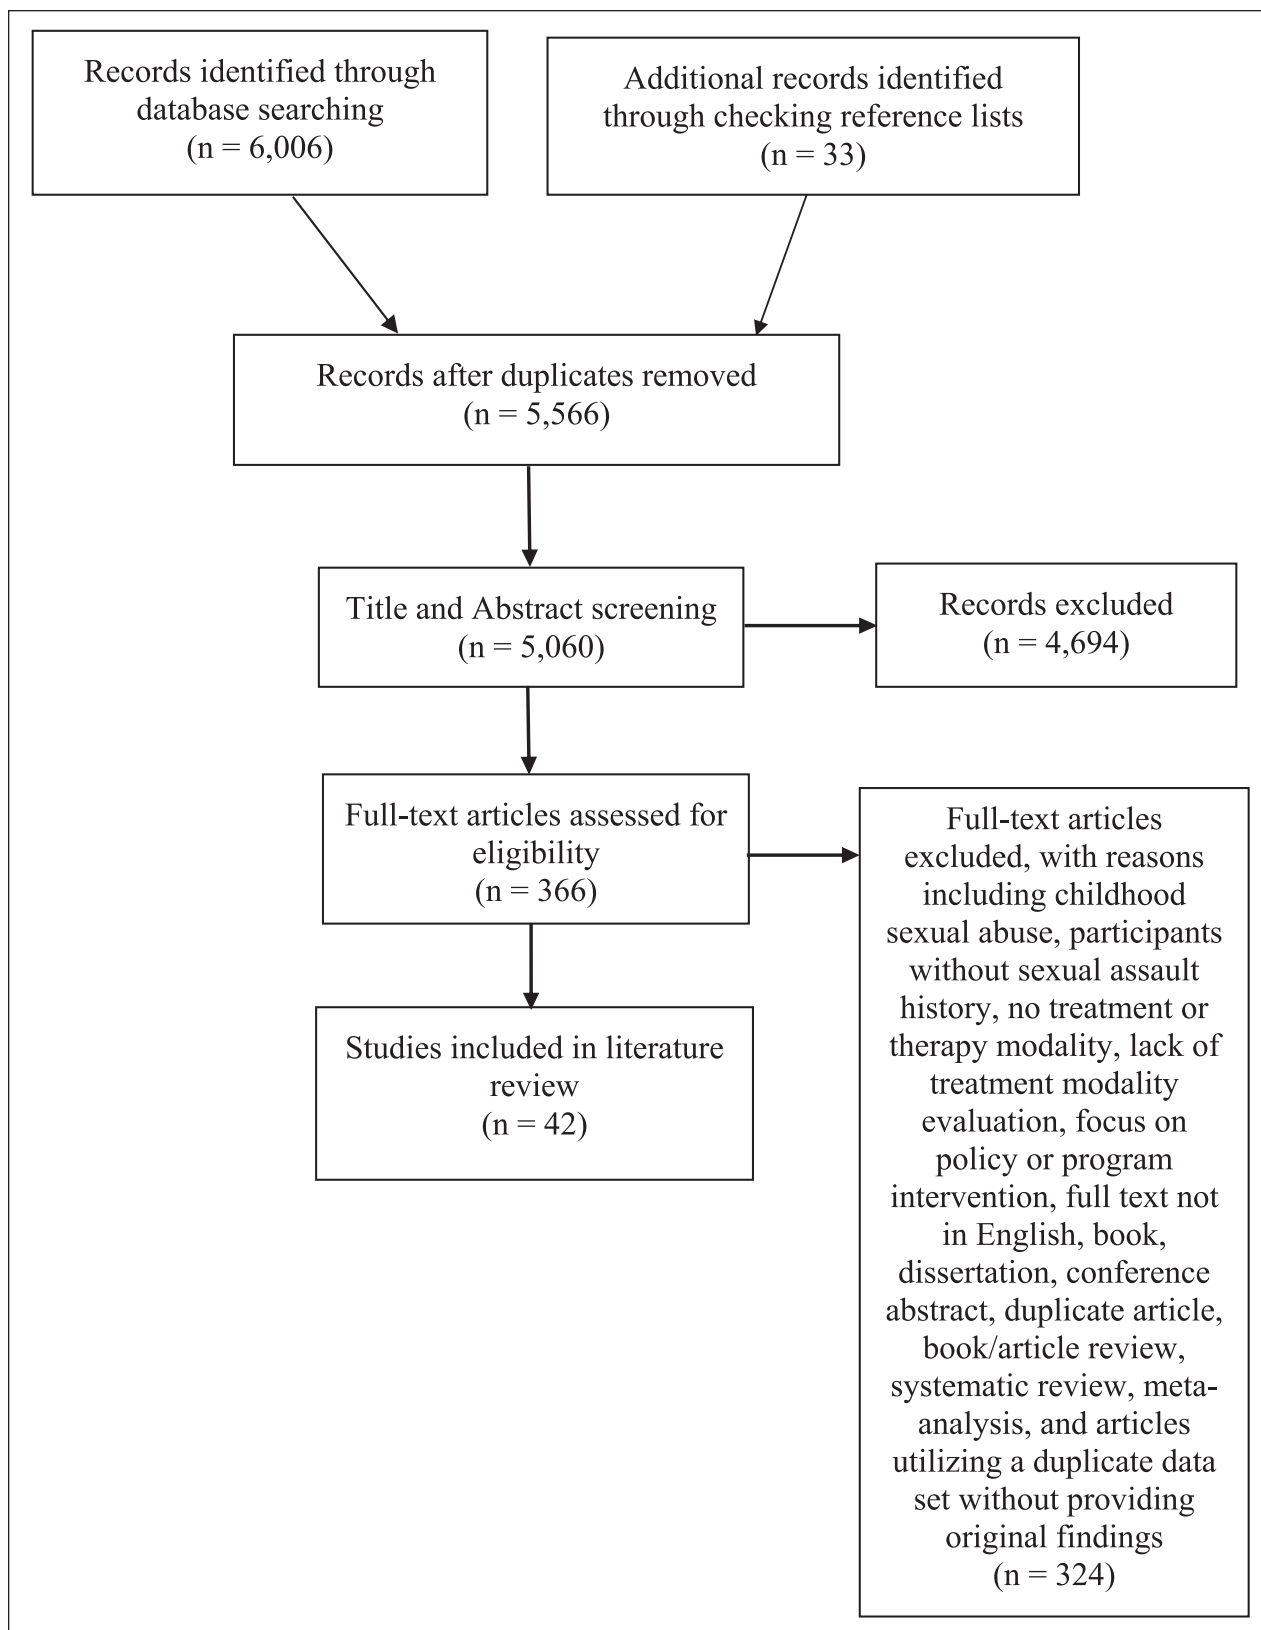 Records identified through
database searching
(n = 6,006)
Additional records identified
through checking reference lists
(n = 33)
Records after duplicates removed
(n = 5,566)
Title and Abstract screening
(n = 5,060)
Records excluded
(n = 4,694)
Full-text articles assessed for
eligibility
(n = 366)
Full-text articles
excluded, with reasons
including childhood
sexual abuse, participants
without sexual assault
history, no treatment or
therapy modality, lack of
treatment modality
evaluation, focus on
policy or program
intervention, full text not
in English, book,
dissertation, conference
abstract, duplicate article,
book/article review,
systematic review, meta-
analysis, and articles
utilizing a duplicate data
set without providing
original findings
(n = 324)
Studies included in literature
review
(n = 42)